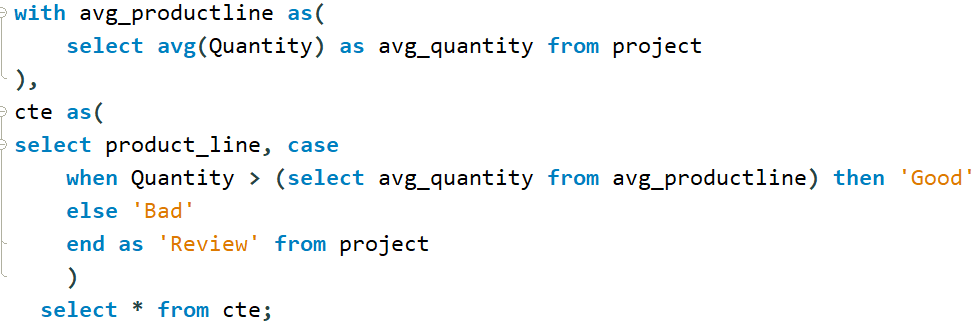 with avg_productline as(
select avg(Quantity) as avg_quantity from project
),
cte as(
select product_line, case
when Quantity > (select avg_quantity from avg_productline) then 'Good'
else 'Bad'
end as 'Review' from project
)
select * from cte;